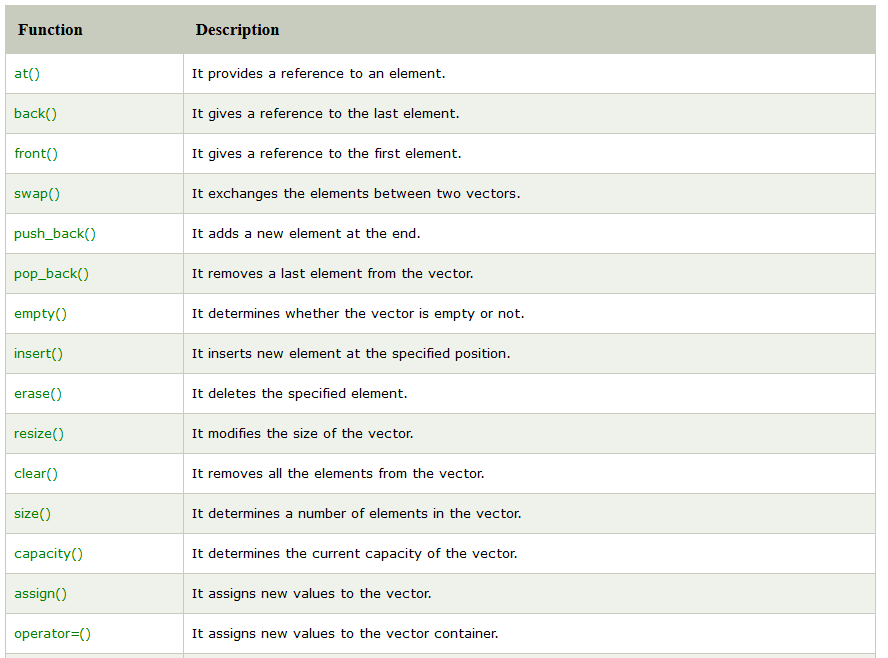 Function Description
at() It provides a reference to an element.
back() It gives a reference to the last element.
front() It gives a reference to the first element.
swap() It exchanges the elements between two vectors.
push_back() It adds a new element at the end.
pop_back() It removes a last element from the vector.
empty() It determines whether the vector is empty or not.
insert() It inserts new element at the specified position.
erase() It deletes the specified element.
resize() It modifies the size of the vector.
clear() It removes all the elements from the vector.
size() It determines a number of elements in the vector.
capacity() It determines the current capacity of the vector.
assign() It assigns new values to the vector.
operator=() It assigns new values to the vector container.